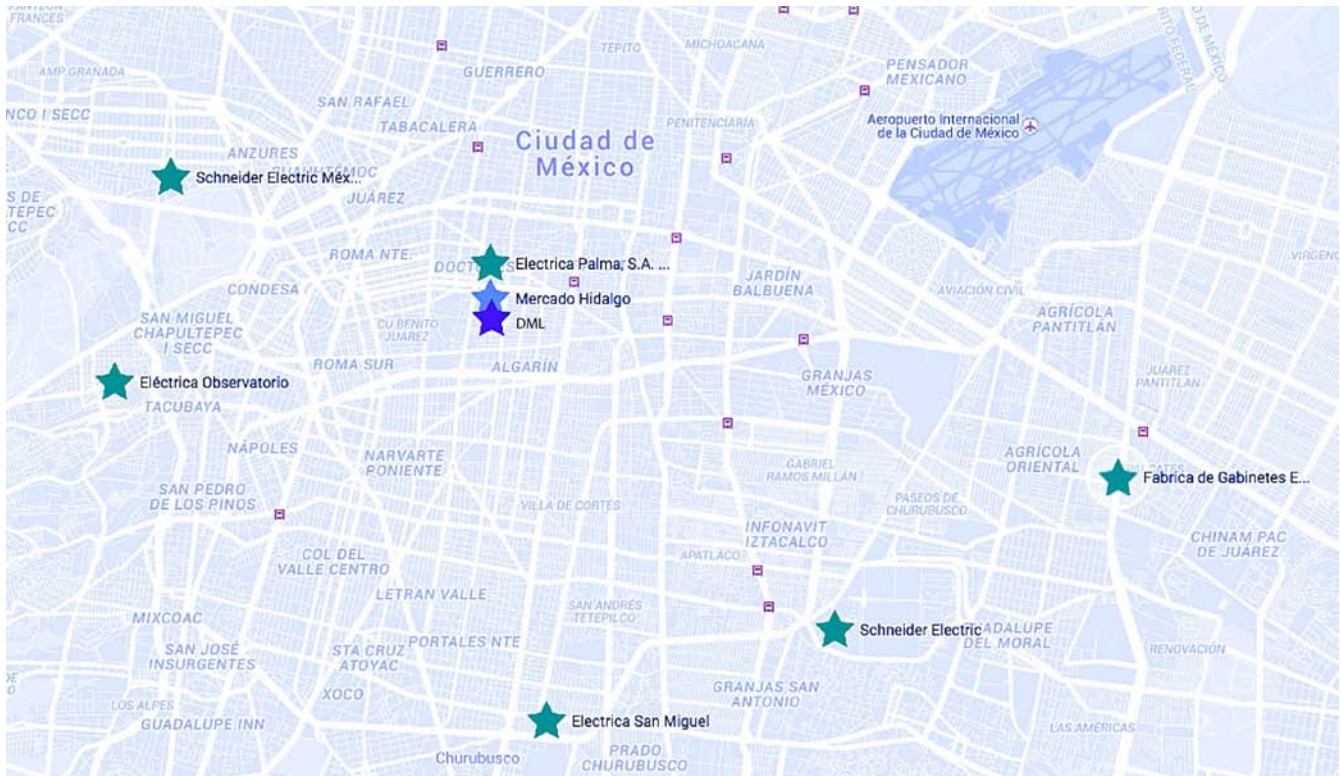 FRANCES
TEPITO
MICHOACANA
GUERRERO
PENSADOR
MEXICANO
AMP GRANADA
SAN RAFAEL
TABACALERA
PENITENCIARÍA
Aeropuerto Internacional
de la Ciudad de México
NCO I SECC
Ciudad de
México
ANZURES
Schneider Electric Méx...
JUÁREZ
S DE
TEPEC
CC
ROMA NTE.
Electrica Palma, S.A. ...
JARDÍN
BALBUENA
CONDESA
Mercado Hidalgo
DML
AVIACIÓN CIVIL
AGRÍCOLA
PANTITLÁN
SAN MIGUEL
CHAPULTEPEC
I SECC
CU BENITO
JUÁREZ
ROMA SUR
ALGARÍN
GRANJAS
MÉXICO
JUÁREZ
PANTITLÁN
Eléctrica Observatorio
TACUBAYA
NÁPOLES
NARVARTE
PONIENTE
GABRIEL
RAMOS MILLÁN
AGRÍCOLA
ORIENTAL
Fabrica de Gabinetes E...
SAN PEDRO
DE LOS PINOS
VILLA DE CORTÉS
PASEOS DE
CHURUBUSCO
INFONAVIT
IZTACALCO
CHINAM PAC
DE JUÁREZ
COL DEL
VALLE CENTRO
APATLACO
LETRAN VALLE
SAN ANDRÉS
TETEPILCO
MIXCOAC
SAN JOSÉ
INSURGENTES
STA CRUZ
ATOYAC
PORTALES NTE
Schneider Electric
GUADALUPE
DEL MORAL
RENOVACIÓN
XOCO
GRANJAS SAN
ANTONIO
LOS ALPES
GUADALUPE INN
Electrica San Miguel
LAS AMÉRICAS
Churubusco
PRADO
CHURUBUSCO